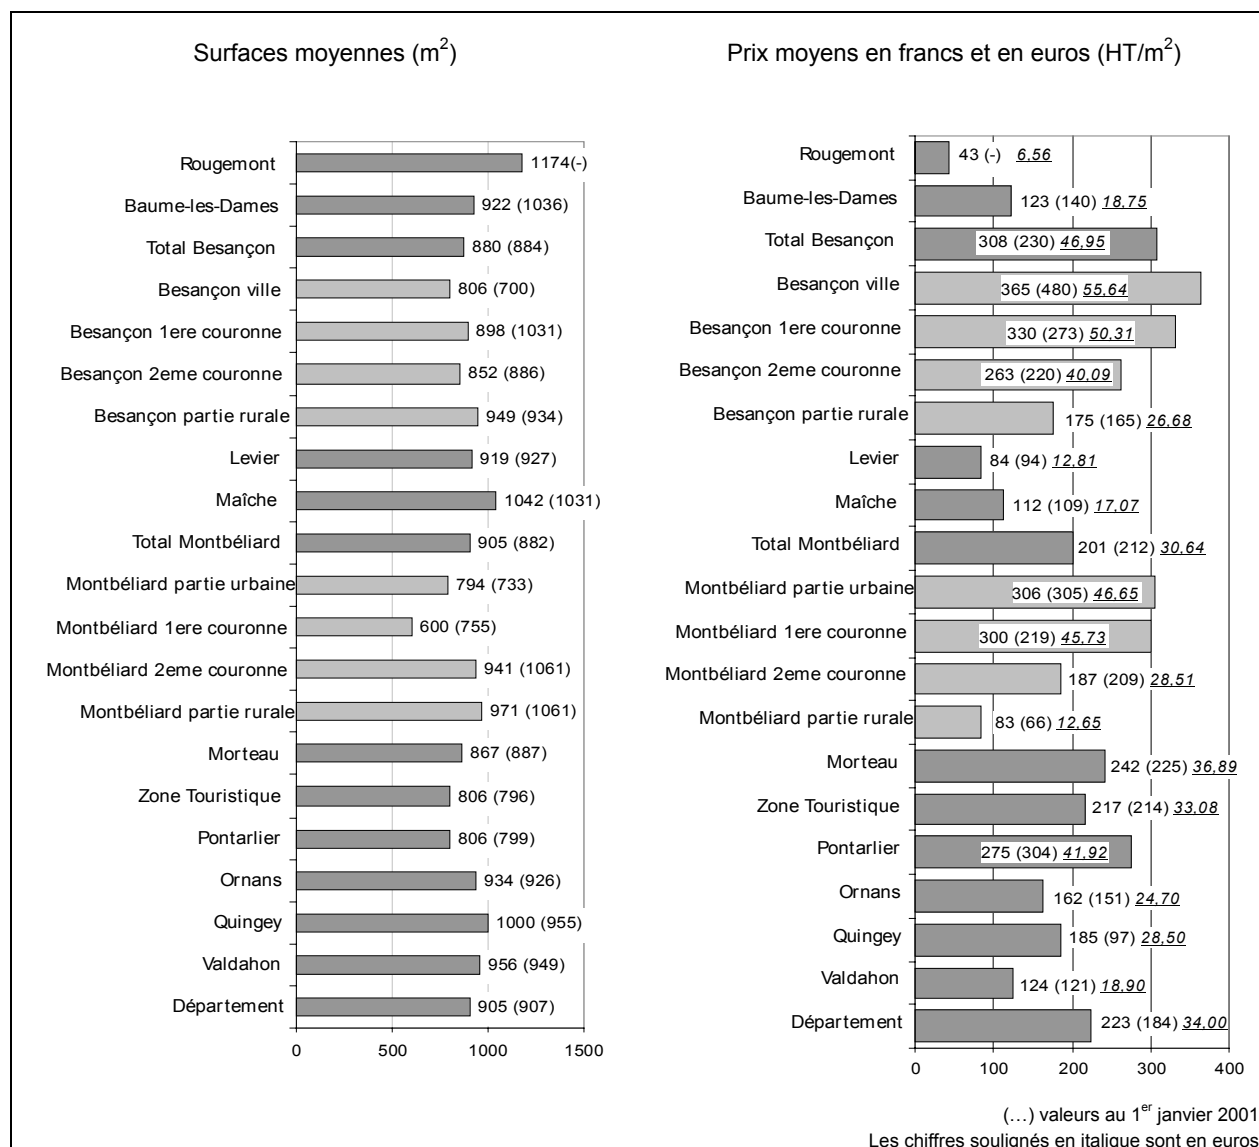 Surfaces moyennes (m²)
Rougemont 1174(-)
Baume-les-Dames 922 (1036)
Total Besançon 880 (884)
Besançon ville 806 (700)
Besançon 1ere couronne 898 (1031)
Besançon 2eme couronne 852 (886)
Besançon partie rurale 949 (934)
Levier 919 (927)
Maîche 1042 (1031)
Total Montbéliard 905 (882)
Montbéliard partie urbaine 794 (733)
Montbéliard 1ere couronne 600 (755)
Montbéliard 2eme couronne 941 (1061)
Montbéliard partie rurale 971 (1061)
Morteau 867 (887)
Zone Touristique 806 (796)
Pontarlier 806 (799)
Ornans 934 (926)
Quingey 1000 (955)
Valdahon 956 (949)
Département 905 (907)
0 500 1000 1500
Prix moyens en francs et en euros (HT/m²)
Rougemont 43 (-) 6,56
Baume-les-Dames 123 (140) 18,75
Total Besançon 308 (230) 46,95
Besançon ville 365 (480) 55,64
Besançon 1ere couronne 330 (273) 50,31
Besançon 2eme couronne 263 (220) 40,09
Besançon partie rurale 175 (165) 26,68
Levier 84 (94) 12,81
Maîche 112 (109) 17,07
Total Montbéliard 201 (212) 30,64
Montbéliard partie urbaine 306 (305) 46,65
Montbéliard 1ere couronne 300 (219) 45,73
Montbéliard 2eme couronne 187 (209) 28,51
Montbéliard partie rurale 83 (66) 12,65
Morteau 242 (225) 36,89
Zone Touristique 217 (214) 33,08
Pontarlier 275 (304) 41,92
Ornans 162 (151) 24,70
Quingey 185 (97) 28,50
Valdahon 124 (121) 18,90
Département 223 (184) 34,00
0 100 200 300 400
(…) valeurs au 1er janvier 2001
Les chiffres soulignés en italique sont en euros